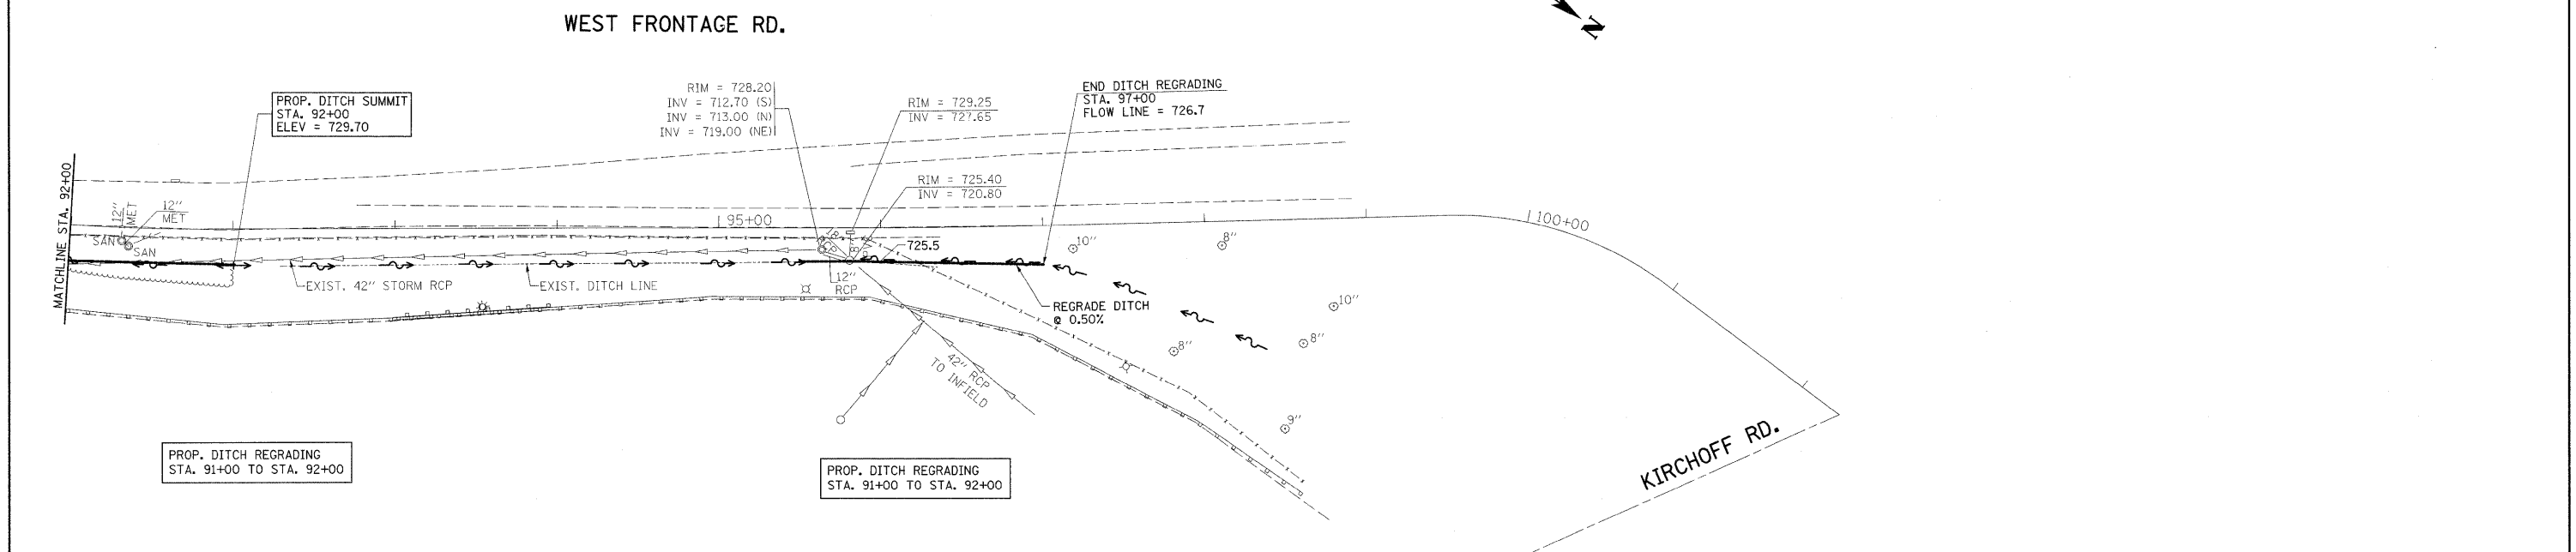 WEST FRONTAGE RD.
N
PROP. DITCH SUMMIT
STA. 92+00
ELEV = 729.70
RIM = 728.20
INV = 712.70 (S)
INV = 713.00 (N)
INV = 719.00 (NE)
RIM = 729.25
INV = 727.65
END DITCH REGRADING
STA. 97+00
FLOW LINE = 726.7
RIM = 725.40
INV = 720.80
MATCHLINE STA. 92+00
12"
MET
12"
MET
SAN
SAN
95+00
100+00
725.5
10"
8"
12"
RCP
EXIST. 42" STORM RCP
EXIST. DITCH LINE
REGRADE DITCH
@ 0.50%
10"
8"
8"
42" RCP
TO INFIELD
9"
KIRCHOFF RD.
PROP. DITCH REGRADING
STA. 91+00 TO STA. 92+00
PROP. DITCH REGRADING
STA. 91+00 TO STA. 92+00